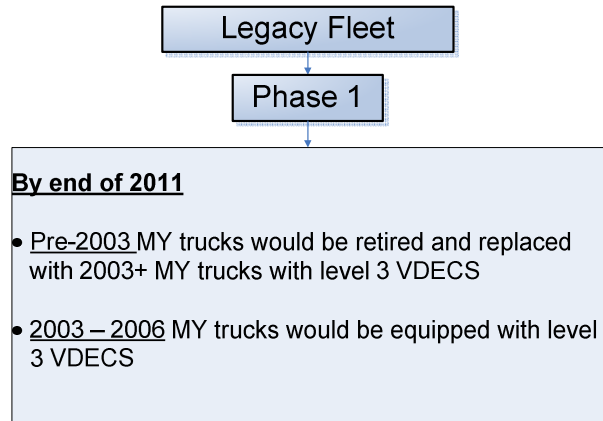 Legacy Fleet
Phase 1
By end of 2011
• Pre-2003 MY trucks would be retired and replaced
with 2003+ MY trucks with level 3 VDECS
• 2003 – 2006 MY trucks would be equipped with level
3 VDECS